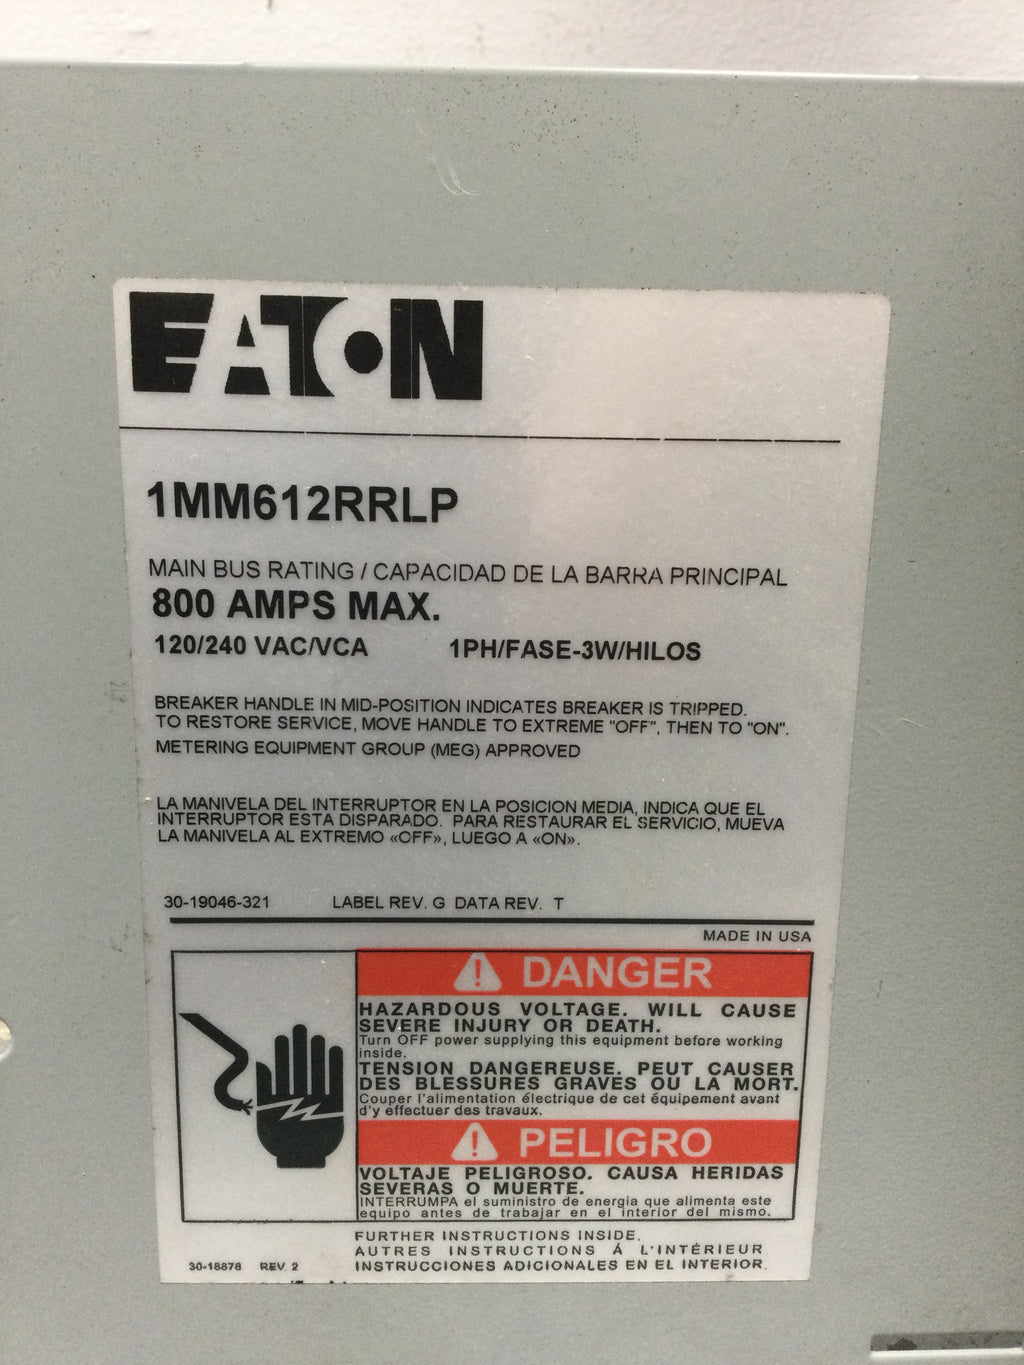 EATON
1MM612RRLP
MAIN BUS RATING / CAPACIDAD DE LA BARRA PRINCIPAL
800 AMPS MAX.
120/240 VAC/VCA 1PH/FASE-3W/HILOS
BREAKER HANDLE IN MID-POSITION INDICATES BREAKER IS TRIPPED.
TO RESTORE SERVICE, MOVE HANDLE TO EXTREME "OFF", THEN TO "ON".
METERING EQUIPMENT GROUP (MEG) APPROVED
LA MANIVELA DEL INTERRUPTOR EN LA POSICION MEDIA, INDICA QUE EL
INTERRUPTOR ESTA DISPARADO. PARA RESTAURAR EL SERVICIO, MUEVA
LA MANIVELA AL EXTREMO «OFF», LUEGO A «ON».
30-19046-321 LABEL REV. G DATA REV. T
MADE IN USA
DANGER
HAZARDOUS VOLTAGE. WILL CAUSE
SEVERE INJURY OR DEATH.
Turn OFF power supplying this equipment before working
inside.
TENSION DANGEREUSE. PEUT CAUSER
DES BLESSURES GRAVES OU LA MORT.
Couper l'alimentation électrique de cet équipement avant
d'y effectuer des travaux.
PELIGRO
VOLTAJE PELIGROSO. CAUSA HERIDAS
SEVERAS O MUERTE.
INTERRUMPA el suministro de energia que alimenta este
equipo antes de trabajar en el interior del mismo.
FURTHER INSTRUCTIONS INSIDE.
AUTRES INSTRUCTIONS Á L'INTÉRIEUR
30-18878 REV 2 INSTRUCCIONES ADICIONALES EN EL INTERIOR.